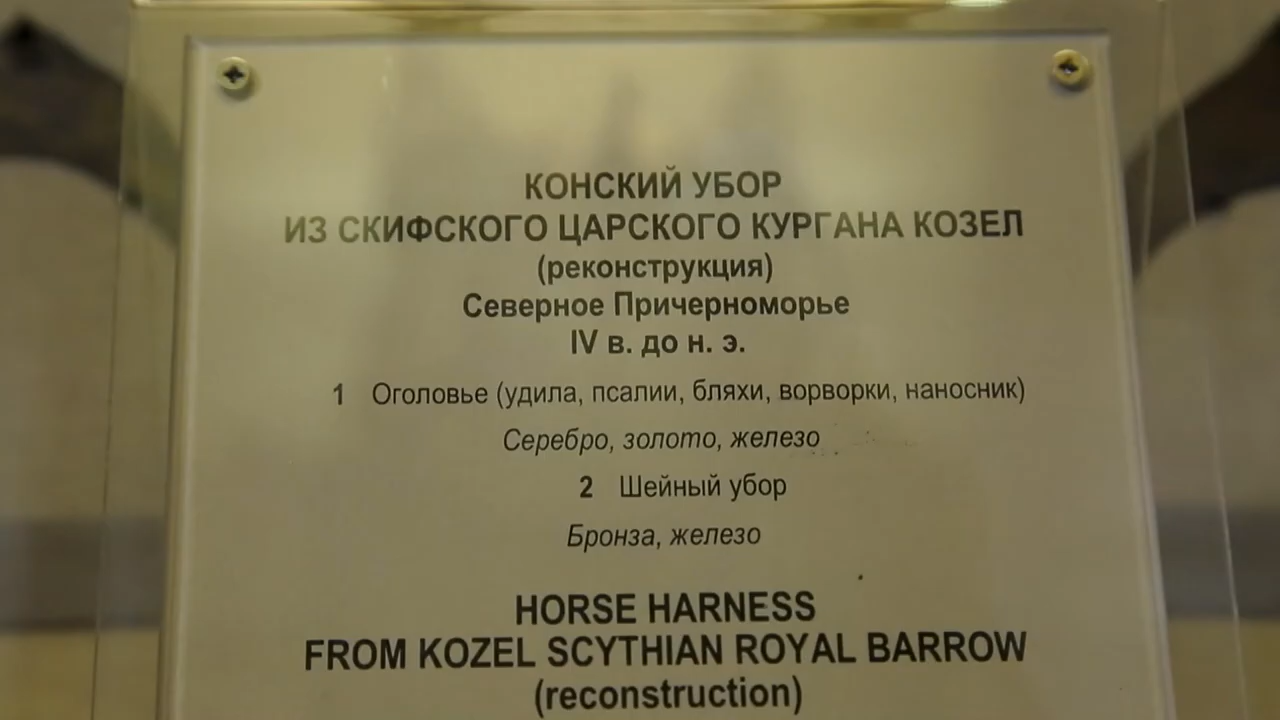 КОНСКИЙ УБОР
ИЗ СКИФСКОГО ЦАРСКОГО КУРГАНА КОЗЕЛ
(реконструкция)
Северное Причерноморье
IV в. до н. э.
1 Оголовье (удила, псалии, бляхи, ворворки, наносник)
Серебро, золото, железо
2 Шейный убор
Бронза, железо
HORSE HARNESS
FROM KOZEL SCYTHIAN ROYAL BARROW
(reconstruction)